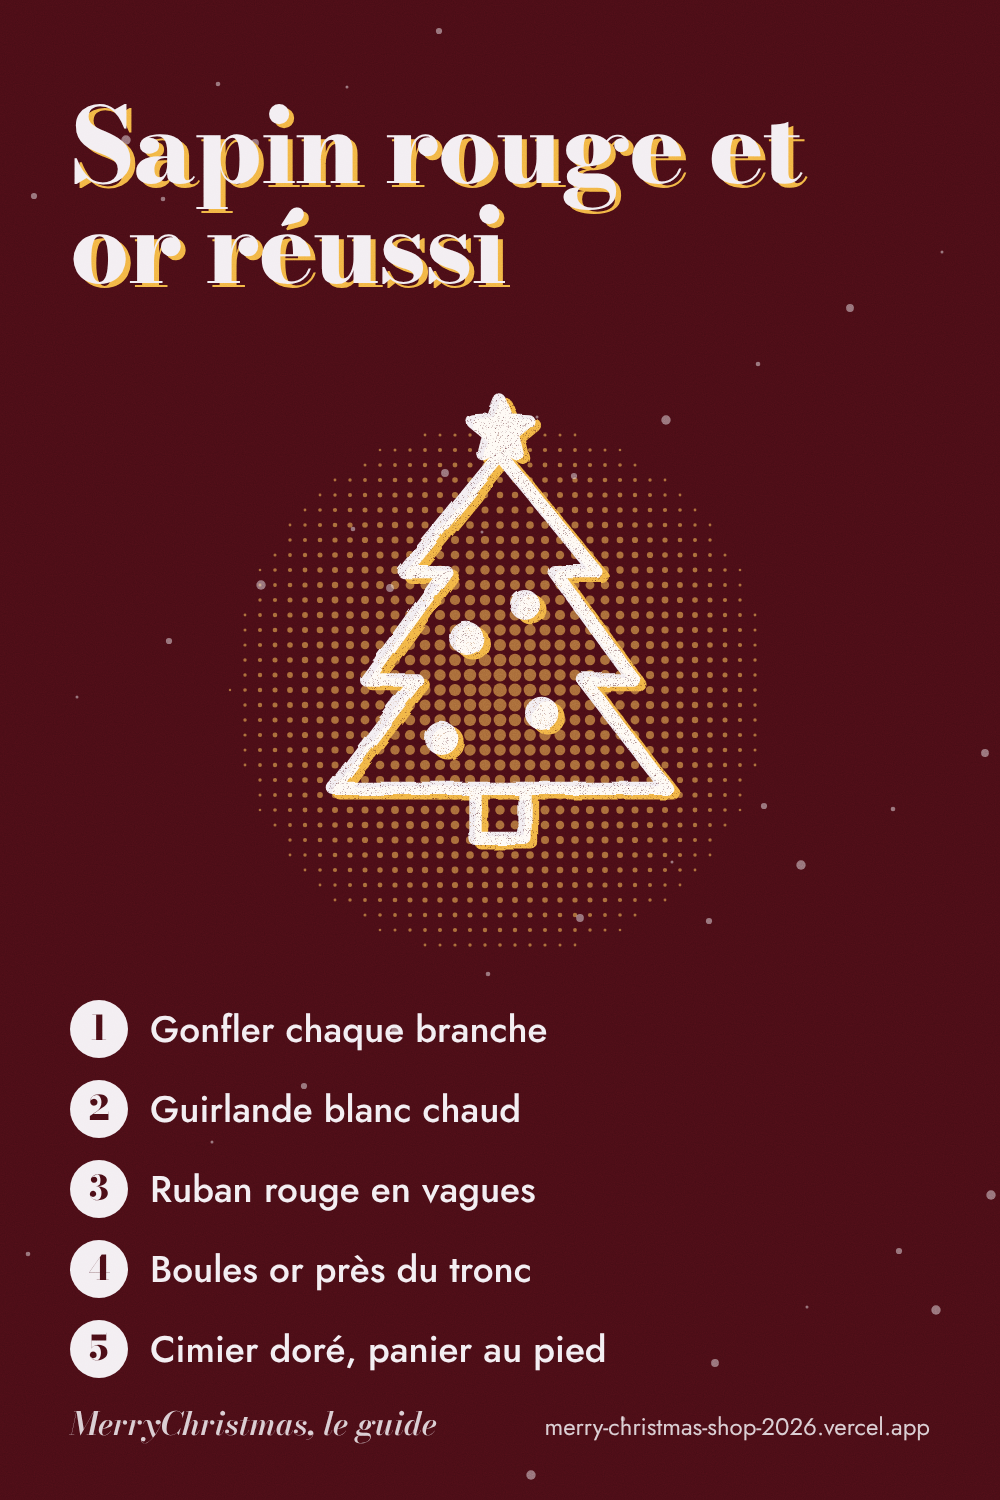 Sapin rouge et
or réussi
1 Gonfler chaque branche
2 Guirlande blanc chaud
3 Ruban rouge en vagues
4 Boules or près du tronc
5 Cimier doré, panier au pied
MerryChristmas, le guide
merry-christmas-shop-2026.vercel.app